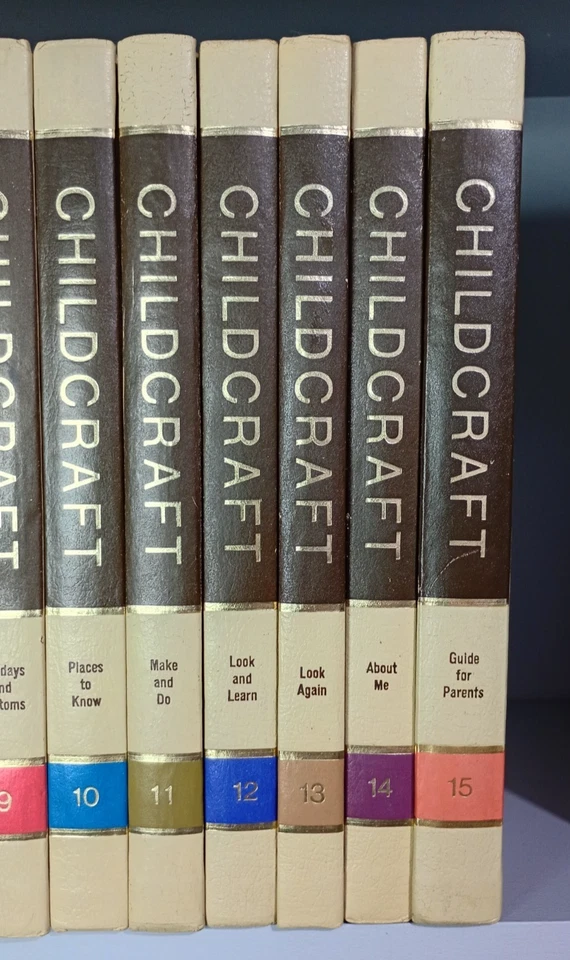 CHILDCRAFT
Places
to
Know
10
CHILDCRAFT
Make
and
Do
11
CHILDCRAFT
Look
and
Learn
12
CHILDCRAFT
Look
Again
13
CHILDCRAFT
About
Me
14
CHILDCRAFT
Guide
for
Parents
15
9